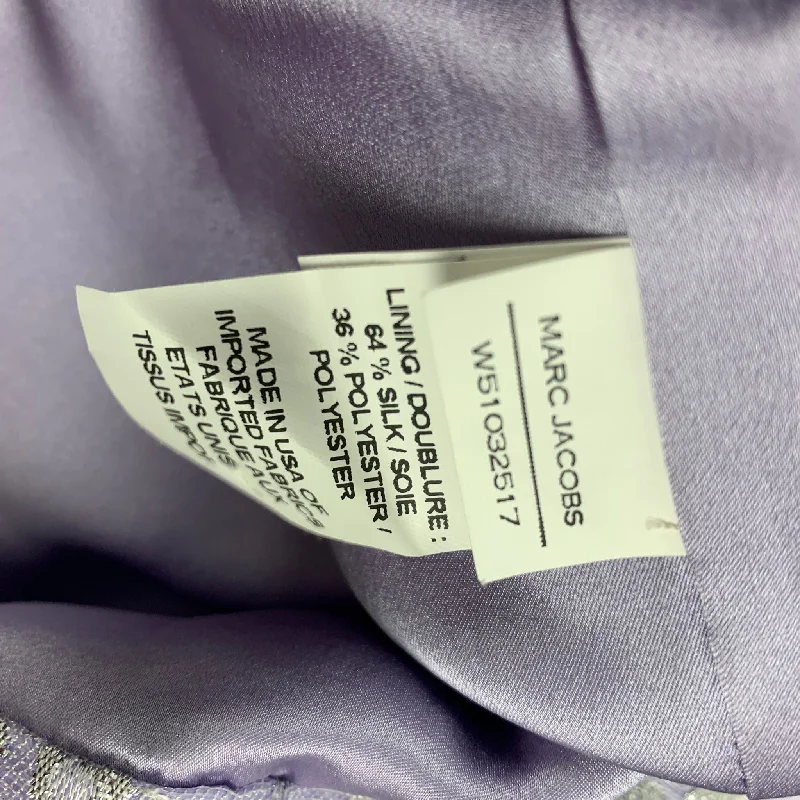 MARC JACOBS
W51032517
LINING / DOUBLURE :
64 % SILK / SOIE
36 % POLYESTER /
POLYESTER
MADE IN USA OF
IMPORTED FABRICS
FABRIQUE AUX
ETATS UNIS
TISSUS